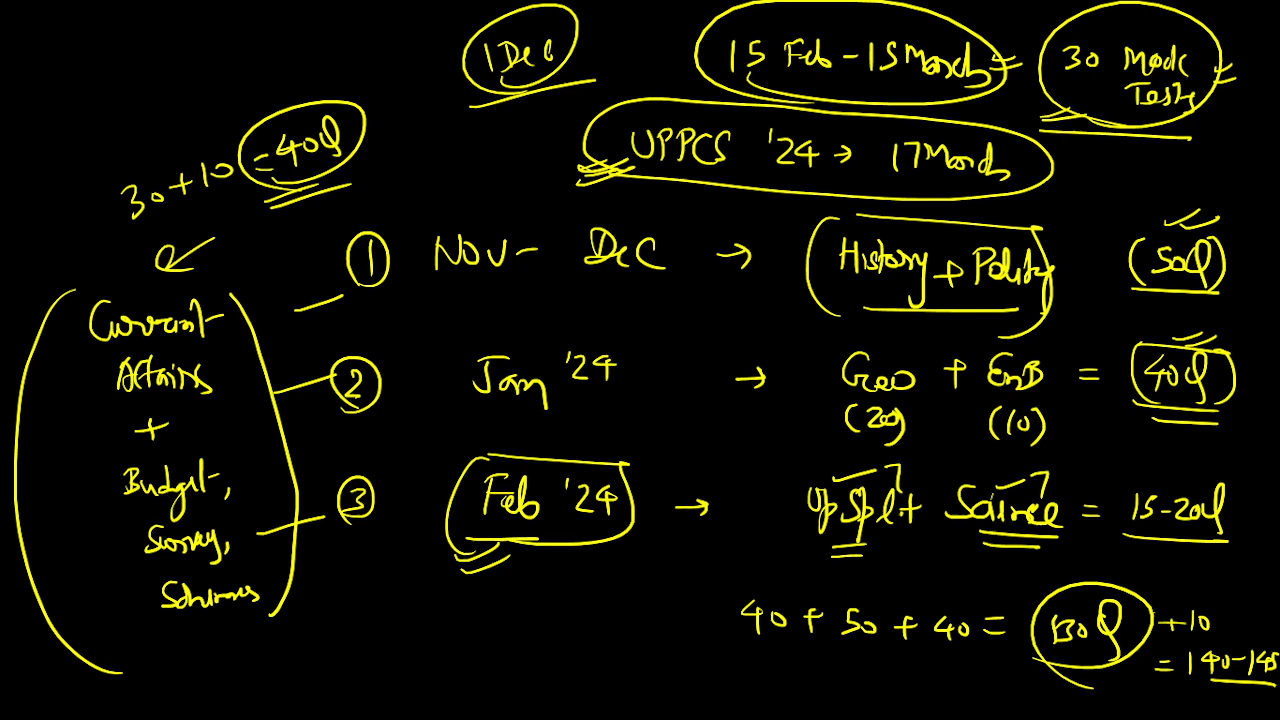 1 Dec
15 Feb - 15 March =
30 Mock Tests =
UPPCS '24 → 17 March
30 + 10 = 40Q
1 NOV - DEC → (History + Polity) (50Q)
2 Jan '24 → Geo + EnB = 40Q
(20) (10)
3 Feb '24 → Up Spl + Science = 15-20Q
Current
Affairs
+
Budget,
Survey,
Schemes
40 + 50 + 40 = 130Q + 10
= 140-145